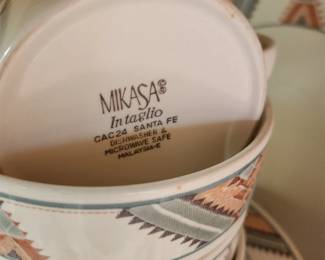 MIKASA®
Intaglio
CAC24 SANTA FE
DISHWASHER &
MICROWAVE SAFE
MALAYSIA-E